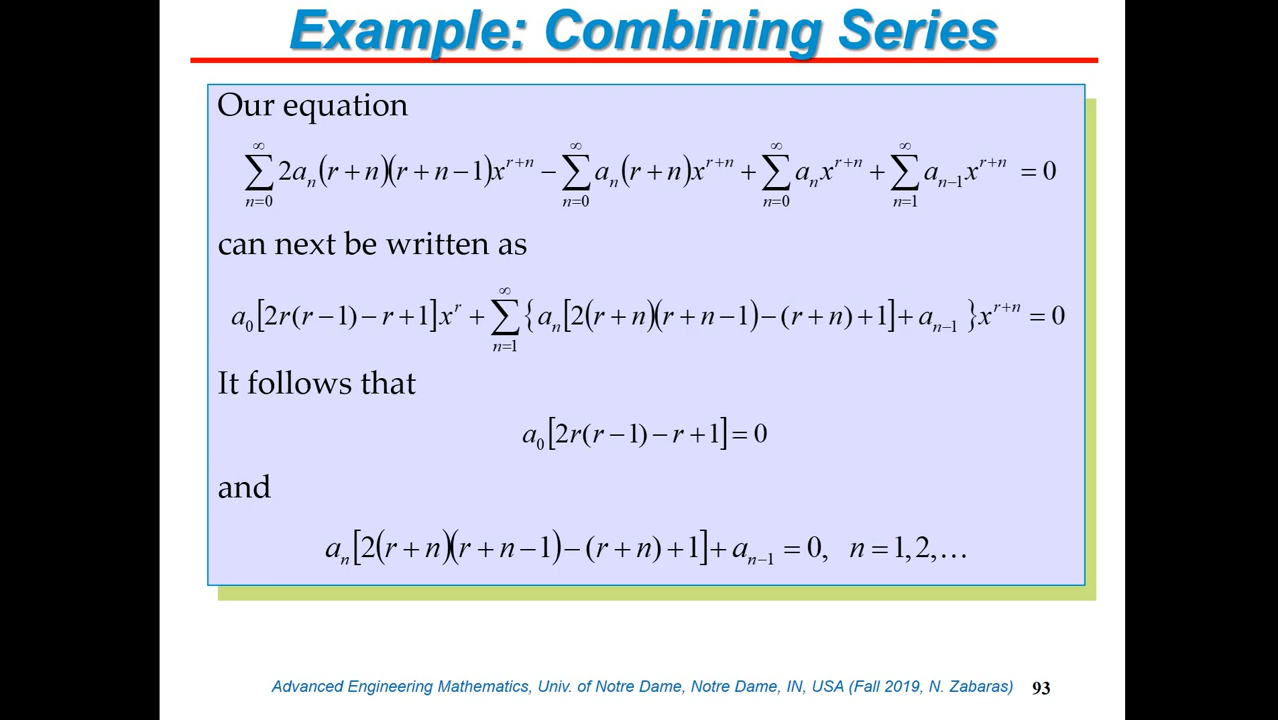 Example: Combining Series
Our equation
∑_{n=0}^{∞} 2a_n(r+n)(r+n−1)x^{r+n} − ∑_{n=0}^{∞} a_n(r+n)x^{r+n} + ∑_{n=0}^{∞} a_n x^{r+n} + ∑_{n=1}^{∞} a_{n−1} x^{r+n} = 0
can next be written as
a_0[2r(r−1)−r+1]x^r + ∑_{n=1}^{∞} {a_n[2(r+n)(r+n−1)−(r+n)+1]+a_{n−1}}x^{r+n} = 0
It follows that
a_0[2r(r−1)−r+1]=0
and
a_n[2(r+n)(r+n−1)−(r+n)+1]+a_{n−1} = 0, n = 1,2,…
Advanced Engineering Mathematics, Univ. of Notre Dame, Notre Dame, IN, USA (Fall 2019, N. Zabaras) 93